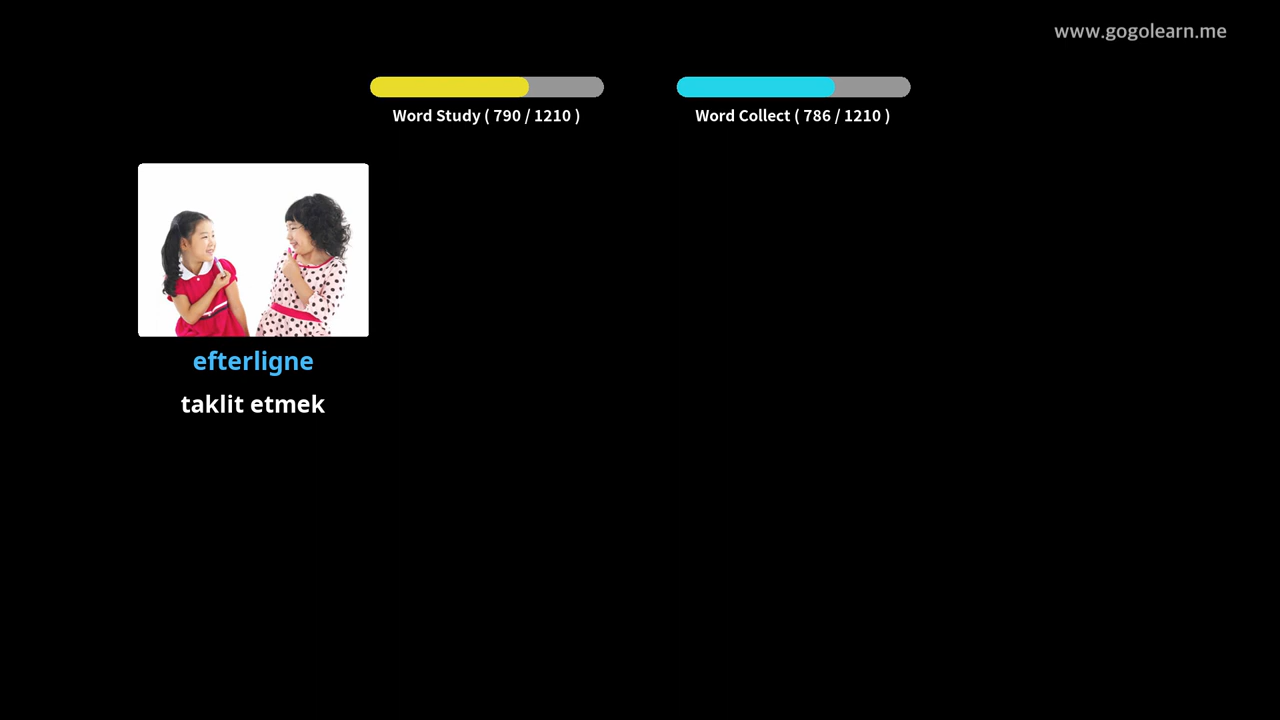 www.gogolearn.me
Word Study ( 790 / 1210 )
Word Collect ( 786 / 1210 )
efterligne
taklit etmek